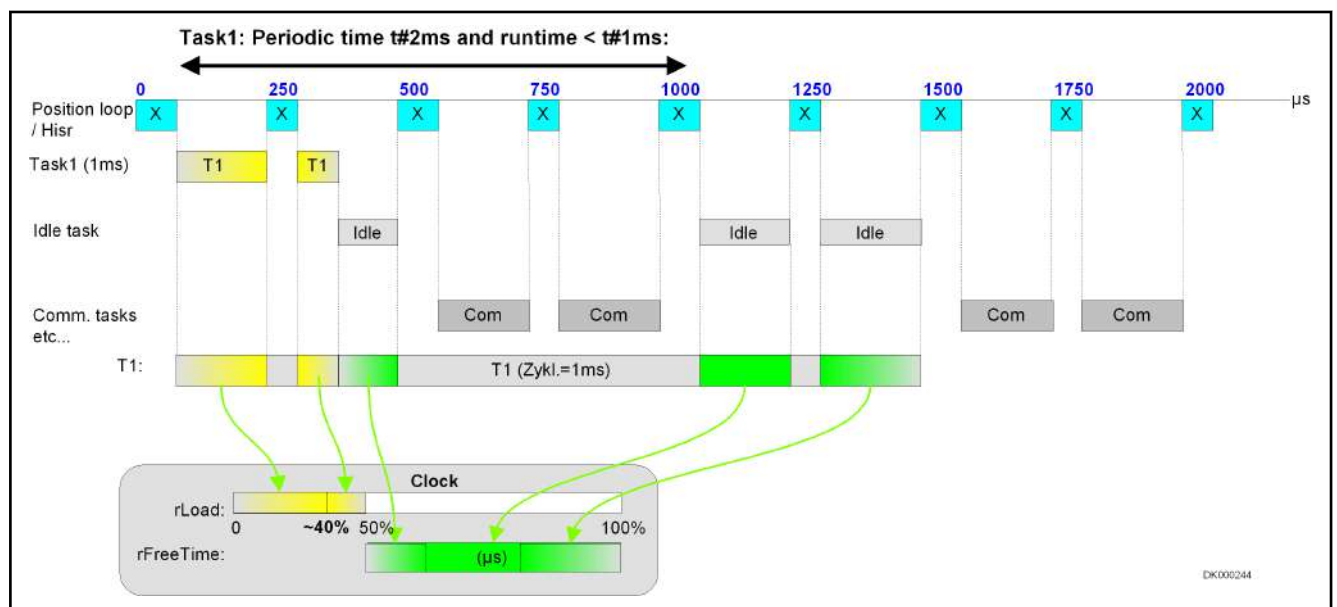 Task1: Periodic time t#2ms and runtime < t#1ms:
0 250 500 750 1000 1250 1500 1750 2000
µs
Position loop
/ Hisr
X X X X X X X X X
Task1 (1ms)
T1 T1
Idle task
Idle Idle Idle
Comm. tasks
etc...
Com Com Com Com
T1:
T1 (Zykl.=1ms)
Clock
rLoad:
0 ~40% 50% 100%
rFreeTime:
(µs)
DK000244